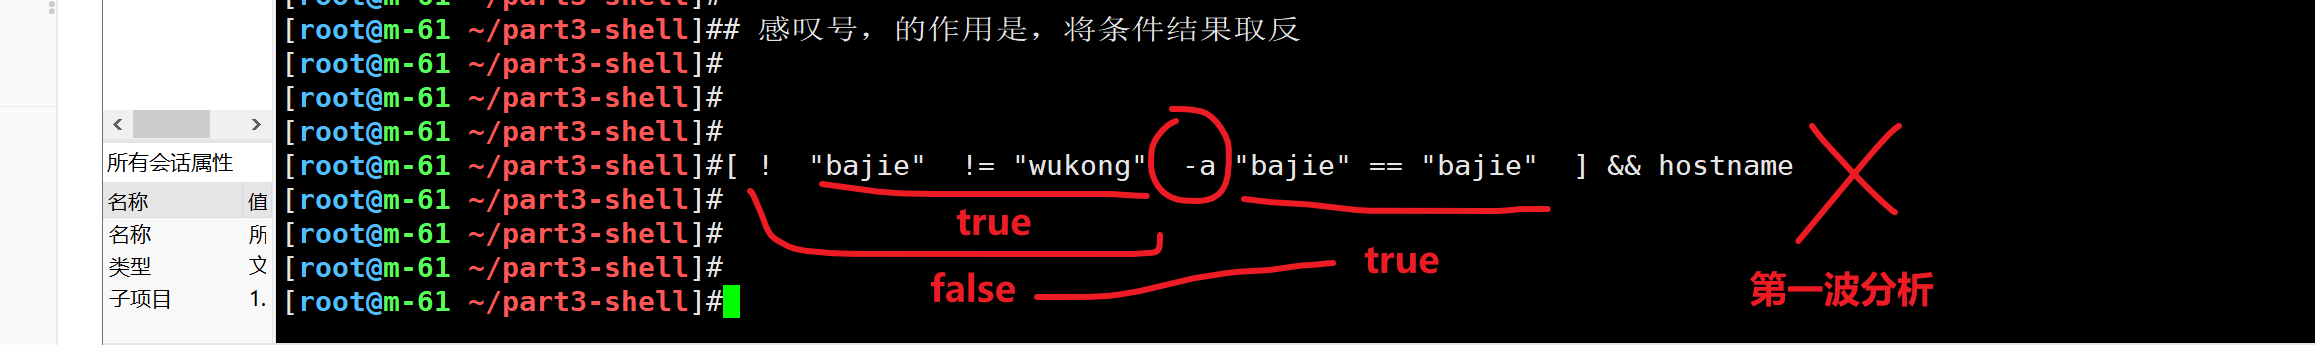 [root@m-61 ~/part3-shell]## 感叹号，的作用是，将条件结果取反
[root@m-61 ~/part3-shell]#
[root@m-61 ~/part3-shell]#
[root@m-61 ~/part3-shell]#
[root@m-61 ~/part3-shell]#[ !  "bajie"  != "wukong"  -a "bajie" == "bajie"  ] && hostname
[root@m-61 ~/part3-shell]#
[root@m-61 ~/part3-shell]#
[root@m-61 ~/part3-shell]#
[root@m-61 ~/part3-shell]#
true
true
false
第一波分析
所有会话属性
名称 值
名称 所
类型 文
子项目 1.